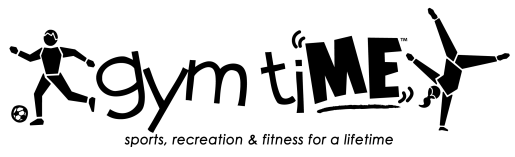 gym tiME™
sports, recreation & fitness for a lifetime